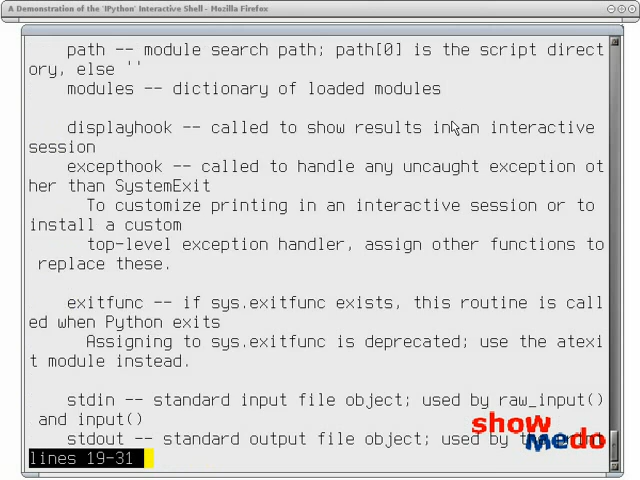 A Demonstration of the 'IPython' Interactive Shell - Mozilla Firefox
path -- module search path; path[0] is the script direct
ory, else ''
modules -- dictionary of loaded modules
displayhook -- called to show results in an interactive
session
excepthook -- called to handle any uncaught exception ot
her than SystemExit
To customize printing in an interactive session or to
install a custom
top-level exception handler, assign other functions to
replace these.
exitfunc -- if sys.exitfunc exists, this routine is call
ed when Python exits
Assigning to sys.exitfunc is deprecated; use the atexi
t module instead.
stdin -- standard input file object; used by raw_input()
and input()
stdout -- standard output file object; used by the print
lines 19-31
show
medo